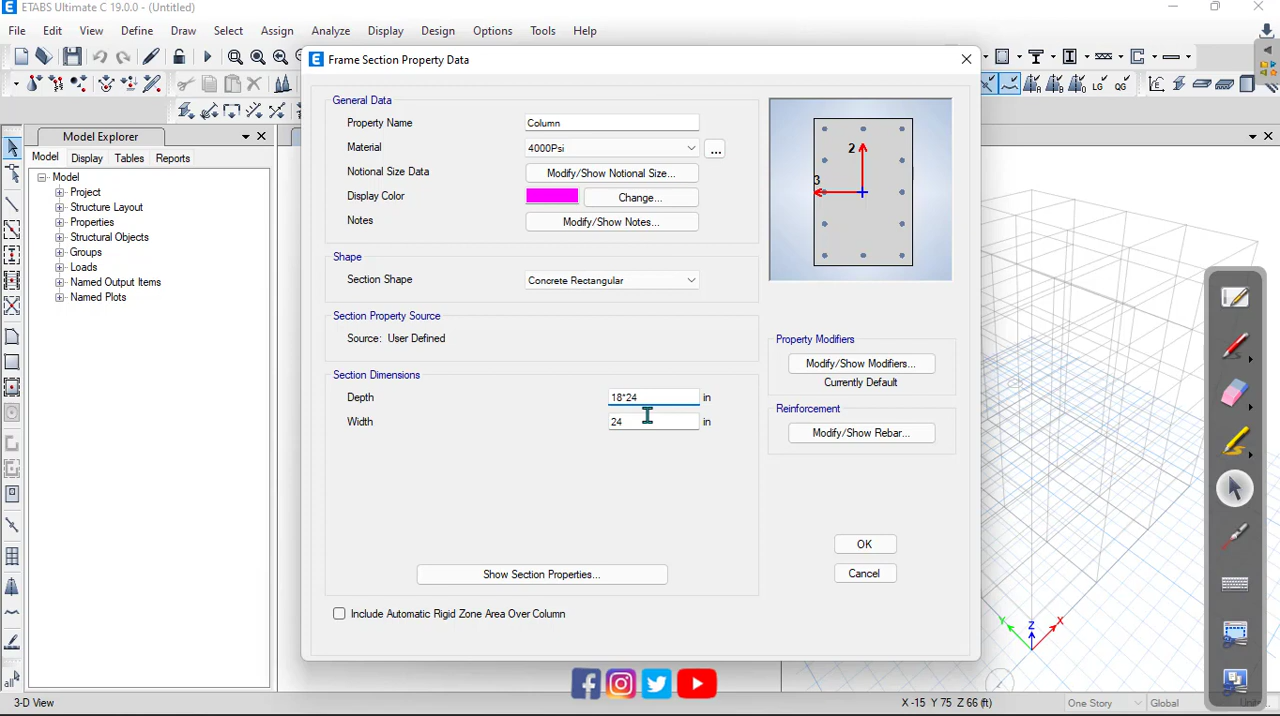 ETABS Ultimate C 19.0.0 - (Untitled)
File Edit View Define Draw Select Assign Analyze Display Design Options Tools Help
Frame Section Property Data
Model Explorer
Model Display Tables Reports
Model
Project
Structure Layout
Properties
Structural Objects
Groups
Loads
Named Output Items
Named Plots
General Data
Property Name Column
Material 4000Psi ...
Notional Size Data Modify/Show Notional Size...
Display Color Change...
Notes Modify/Show Notes...
Shape
Section Shape Concrete Rectangular
Section Property Source
Source: User Defined
Section Dimensions
Depth 18*24 in
Width 24 in
Show Section Properties...
Include Automatic Rigid Zone Area Over Column
2
3
Property Modifiers
Modify/Show Modifiers...
Currently Default
Reinforcement
Modify/Show Rebar...
OK
Cancel
LG QG
Y Z X
all
3-D View X -15 Y 75 Z 66 (ft) One Story Global